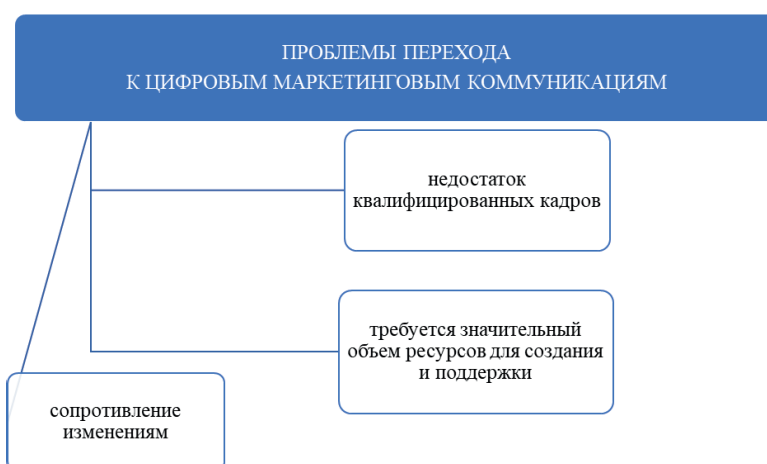 ПРОБЛЕМЫ ПЕРЕХОДА
К ЦИФРОВЫМ МАРКЕТИНГОВЫМ КОММУНИКАЦИЯМ
недостаток
квалифицированных кадров
требуется значительный
объем ресурсов для создания
и поддержки
сопротивление
изменениям